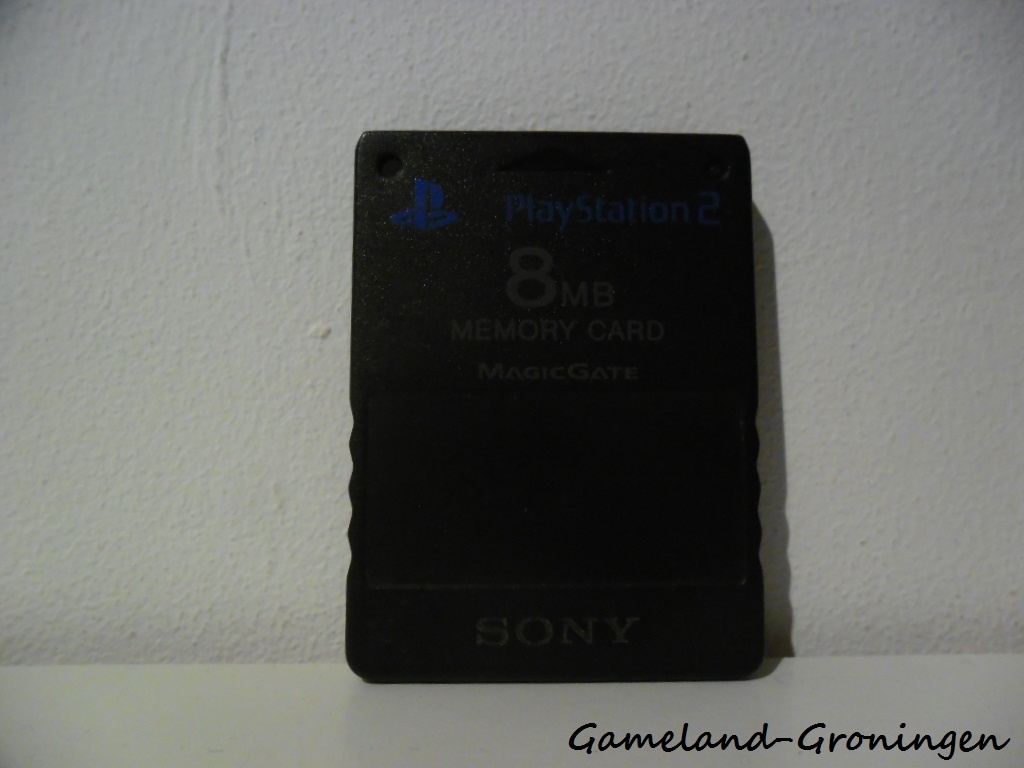 PlayStation 2
8MB
MEMORY CARD
MAGICGATE
SONY
Gameland-Groningen